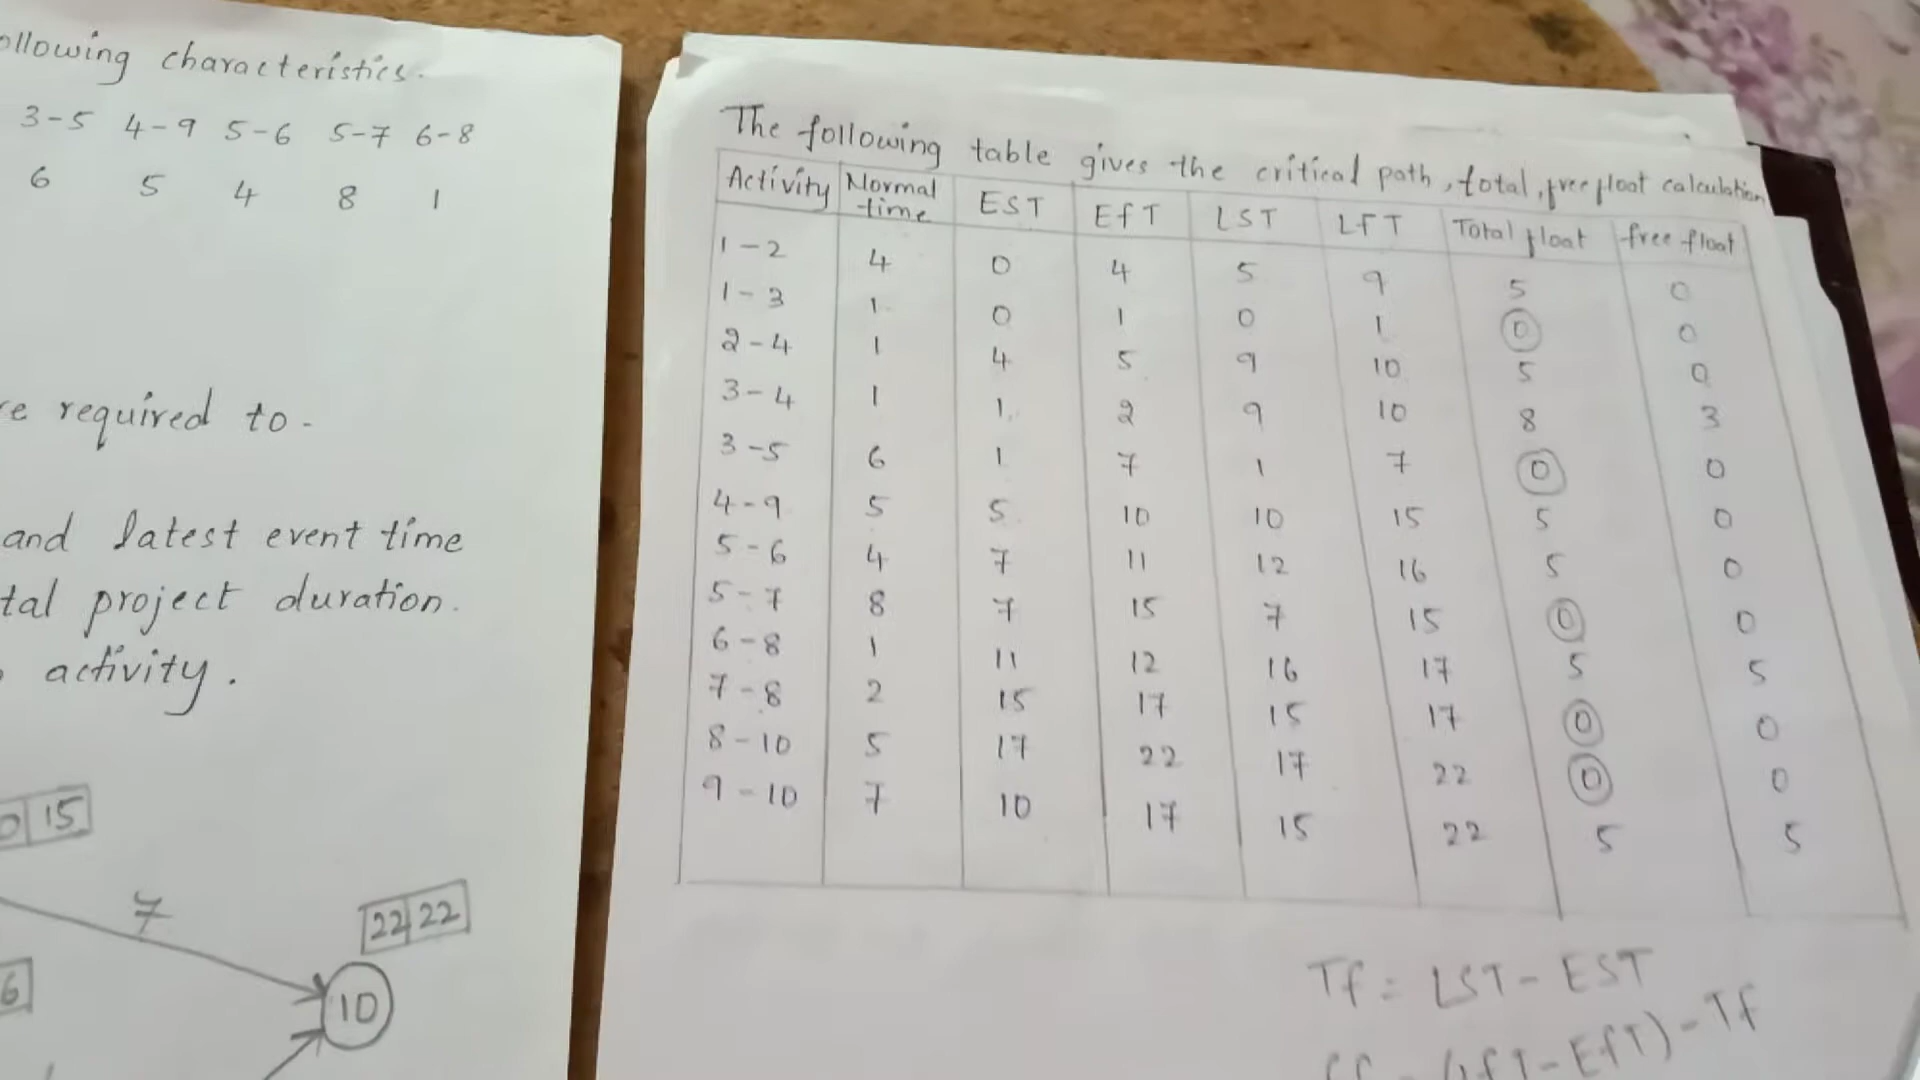 ollowing characteristics.
3-5 4-9 5-6 5-7 6-8
6 5 4 8 1
re required to -
and latest event time
tal project duration.
activity.
0 15
7
22 22
6
10
The following table gives the critical path, total, free float calculation
Activity Normal time EST EfT LST LFT Total float free float
1-2 4 0 4 5 9 5 0
1-3 1 0 1 0 1 0 0
2-4 1 4 5 9 10 5 0
3-4 1 1 2 9 10 8 3
3-5 6 1 7 1 7 0 0
4-9 5 5 10 10 15 5 0
5-6 4 7 11 12 16 5 0
5-7 8 7 15 7 15 0 0
6-8 1 11 12 16 17 5 5
7-8 2 15 17 15 17 0 0
8-10 5 17 22 17 22 0 0
9-10 7 10 17 15 22 5 5
Tf = LST - EST
(LfT - EfT) - Tf